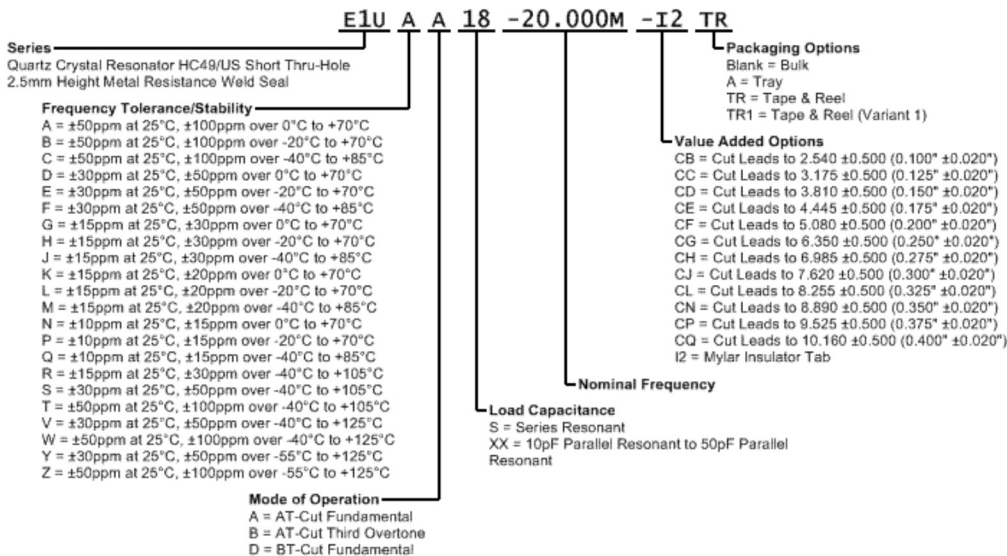 E1U A A 18 -20.000M -I2 TR
Series
Quartz Crystal Resonator HC49/US Short Thru-Hole
2.5mm Height Metal Resistance Weld Seal
Frequency Tolerance/Stability
A = ±50ppm at 25°C, ±100ppm over 0°C to +70°C
B = ±50ppm at 25°C, ±100ppm over -20°C to +70°C
C = ±50ppm at 25°C, ±100ppm over -40°C to +85°C
D = ±30ppm at 25°C, ±50ppm over 0°C to +70°C
E = ±30ppm at 25°C, ±50ppm over -20°C to +70°C
F = ±30ppm at 25°C, ±50ppm over -40°C to +85°C
G = ±15ppm at 25°C, ±30ppm over 0°C to +70°C
H = ±15ppm at 25°C, ±30ppm over -20°C to +70°C
J = ±15ppm at 25°C, ±30ppm over -40°C to +85°C
K = ±15ppm at 25°C, ±20ppm over 0°C to +70°C
L = ±15ppm at 25°C, ±20ppm over -20°C to +70°C
M = ±15ppm at 25°C, ±20ppm over -40°C to +85°C
N = ±10ppm at 25°C, ±15ppm over 0°C to +70°C
P = ±10ppm at 25°C, ±15ppm over -20°C to +70°C
Q = ±10ppm at 25°C, ±15ppm over -40°C to +85°C
R = ±15ppm at 25°C, ±30ppm over -40°C to +105°C
S = ±30ppm at 25°C, ±50ppm over -40°C to +105°C
T = ±50ppm at 25°C, ±100ppm over -40°C to +105°C
V = ±30ppm at 25°C, ±50ppm over -40°C to +125°C
W = ±50ppm at 25°C, ±100ppm over -40°C to +125°C
Y = ±30ppm at 25°C, ±50ppm over -55°C to +125°C
Z = ±50ppm at 25°C, ±100ppm over -55°C to +125°C
Mode of Operation
A = AT-Cut Fundamental
B = AT-Cut Third Overtone
D = BT-Cut Fundamental
Load Capacitance
S = Series Resonant
XX = 10pF Parallel Resonant to 50pF Parallel
Resonant
Nominal Frequency
Value Added Options
CB = Cut Leads to 2.540 ±0.500 (0.100" ±0.020")
CC = Cut Leads to 3.175 ±0.500 (0.125" ±0.020")
CD = Cut Leads to 3.810 ±0.500 (0.150" ±0.020")
CE = Cut Leads to 4.445 ±0.500 (0.175" ±0.020")
CF = Cut Leads to 5.080 ±0.500 (0.200" ±0.020")
CG = Cut Leads to 6.350 ±0.500 (0.250" ±0.020")
CH = Cut Leads to 6.985 ±0.500 (0.275" ±0.020")
CJ = Cut Leads to 7.620 ±0.500 (0.300" ±0.020")
CL = Cut Leads to 8.255 ±0.500 (0.325" ±0.020")
CN = Cut Leads to 8.890 ±0.500 (0.350" ±0.020")
CP = Cut Leads to 9.525 ±0.500 (0.375" ±0.020")
CQ = Cut Leads to 10.160 ±0.500 (0.400" ±0.020")
I2 = Mylar Insulator Tab
Packaging Options
Blank = Bulk
A = Tray
TR = Tape & Reel
TR1 = Tape & Reel (Variant 1)